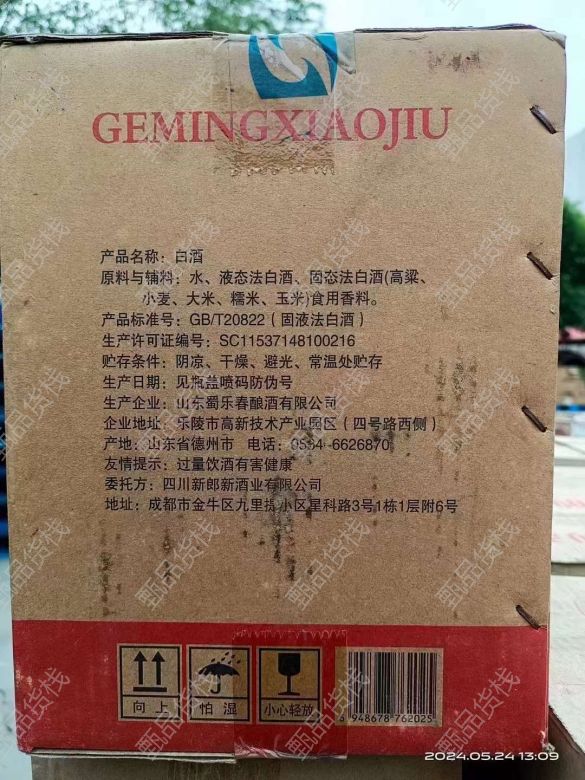 GEMINGXIAOJIU
产品名称：白酒
原料与辅料：水、液态法白酒、固态法白酒(高粱、
小麦、大米、糯米、玉米)食用香料。
产品标准号：GB/T20822（固液法白酒）
生产许可证编号：SC11537148100216
贮存条件：阴凉、干燥、避光、常温处贮存
生产日期：见瓶盖喷码防伪号
生产企业：山东蜀乐春酿酒有限公司
企业地址：乐陵市高新技术产业园区（四号路西侧）
产地：山东省德州市 电话：0534-6626870
友情提示：过量饮酒有害健康
委托方：四川新郎新酒业有限公司
地址：成都市金牛区九里堤小区星科路3号1栋1层附6号
向上
怕湿
小心轻放
6 948678 762025
2024.05.24 13:09
甄品货栈